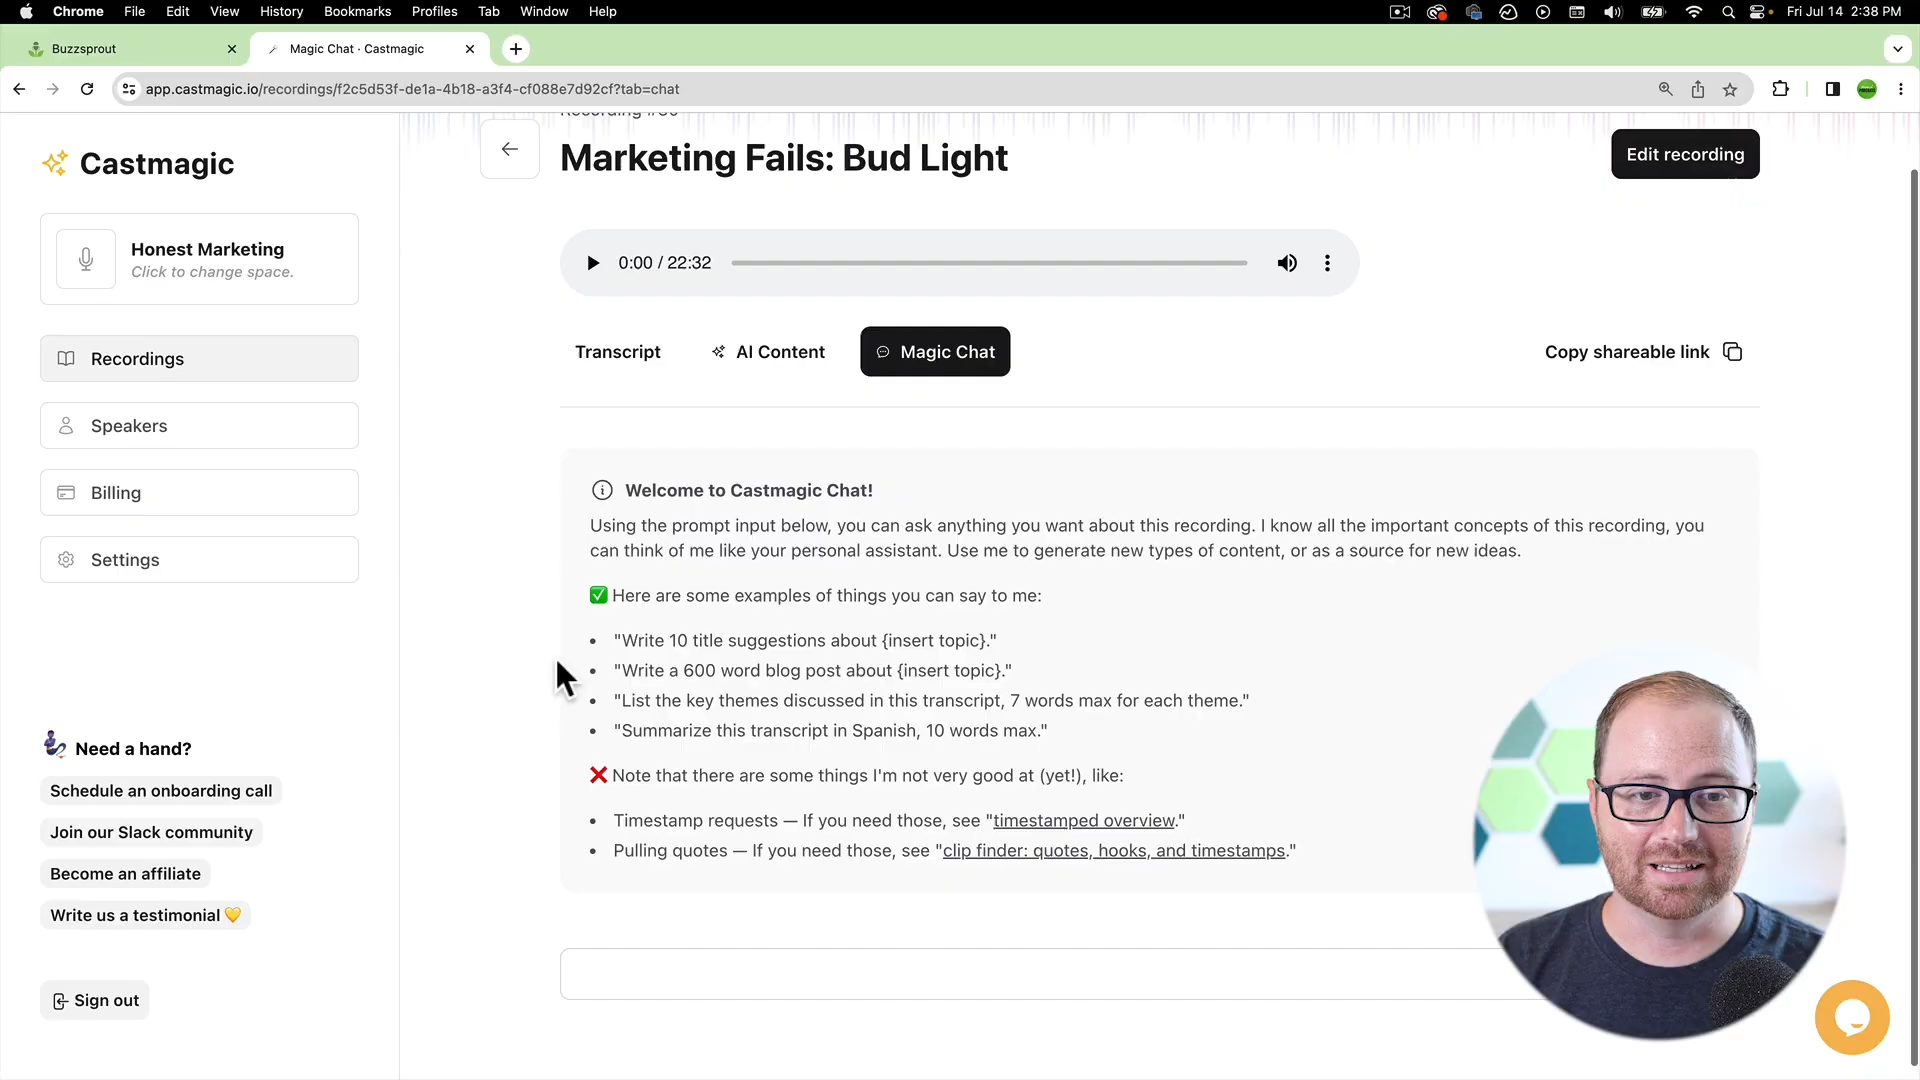 Chrome File Edit View History Bookmarks Profiles Tab Window Help Fri Jul 14 2:38 PM
Buzzsprout Magic Chat · Castmagic
app.castmagic.io/recordings/f2c5d53f-de1a-4b18-a3f4-cf088e7d92cf?tab=chat
Castmagic
Honest Marketing
Click to change space.
Recordings
Speakers
Billing
Settings
Need a hand?
Schedule an onboarding call
Join our Slack community
Become an affiliate
Write us a testimonial 💛
Sign out
Marketing Fails: Bud Light
Edit recording
0:00 / 22:32
Transcript AI Content Magic Chat Copy shareable link
Welcome to Castmagic Chat!
Using the prompt input below, you can ask anything you want about this recording. I know all the important concepts of this recording, you
can think of me like your personal assistant. Use me to generate new types of content, or as a source for new ideas.
✅ Here are some examples of things you can say to me:
• "Write 10 title suggestions about {insert topic}."
• "Write a 600 word blog post about {insert topic}."
• "List the key themes discussed in this transcript, 7 words max for each theme."
• "Summarize this transcript in Spanish, 10 words max."
❌ Note that there are some things I'm not very good at (yet!), like:
• Timestamp requests — If you need those, see "timestamped overview."
• Pulling quotes — If you need those, see "clip finder: quotes, hooks, and timestamps."